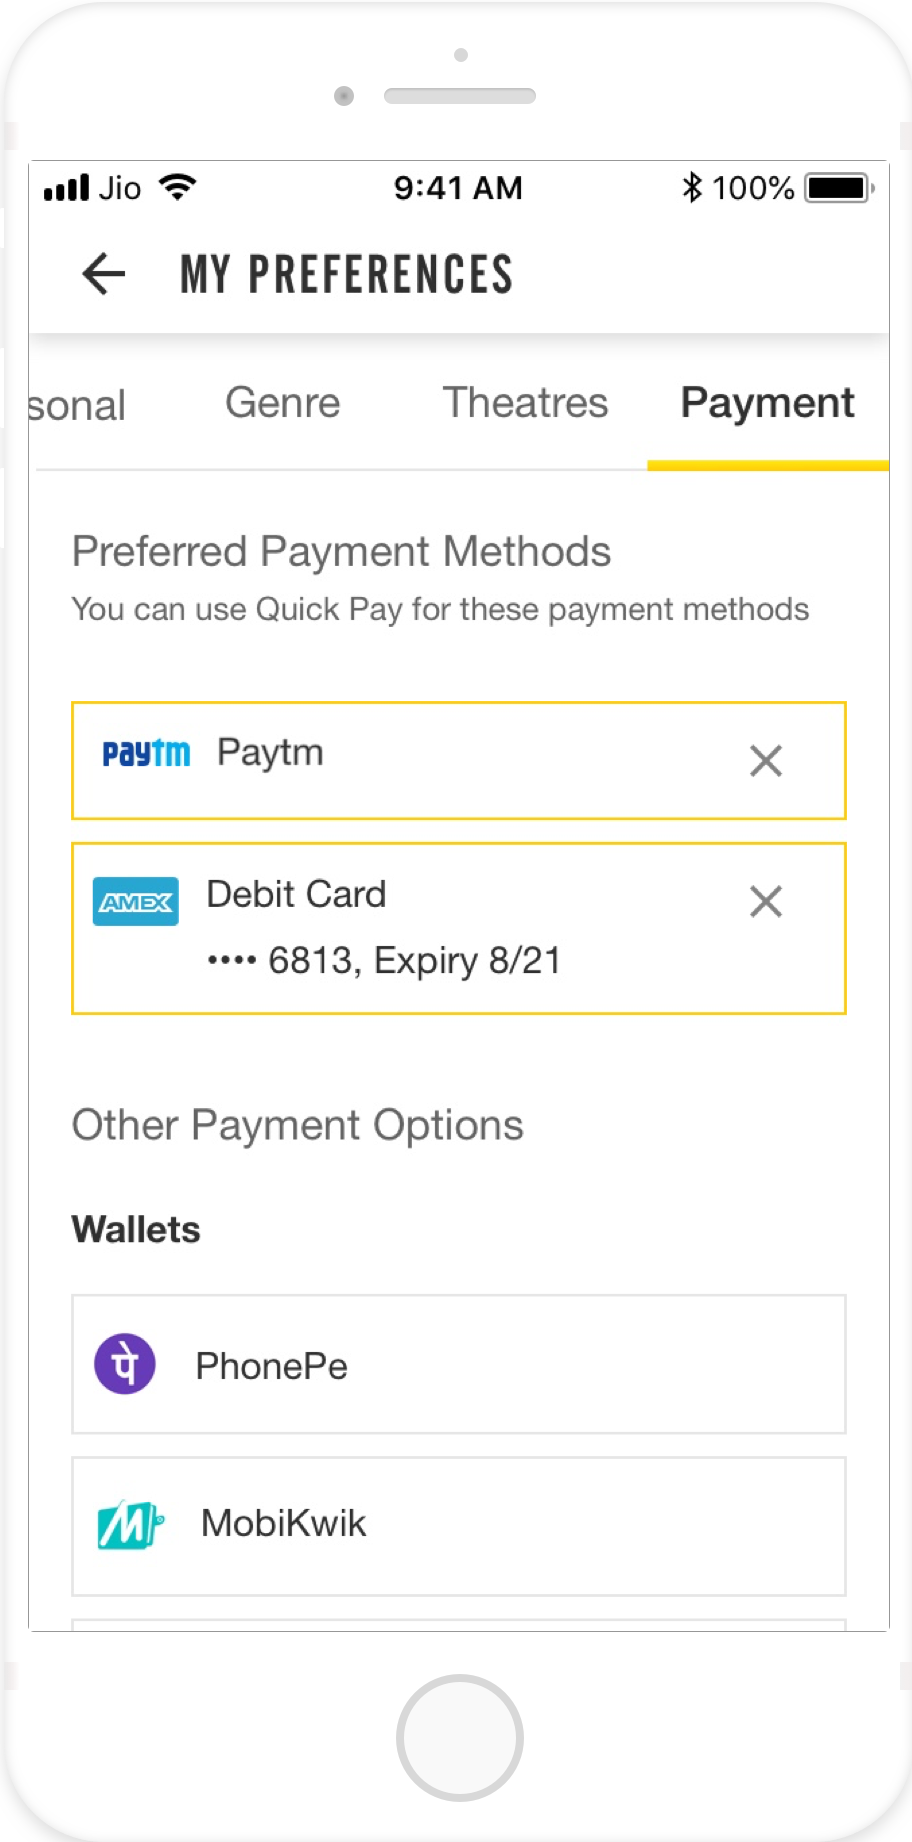 Jio 9:41 AM 100%
MY PREFERENCES
sonal Genre Theatres Payment
Preferred Payment Methods
You can use Quick Pay for these payment methods
paytm Paytm
AMEX Debit Card
•••• 6813, Expiry 8/21
Other Payment Options
Wallets
पे PhonePe
M MobiKwik